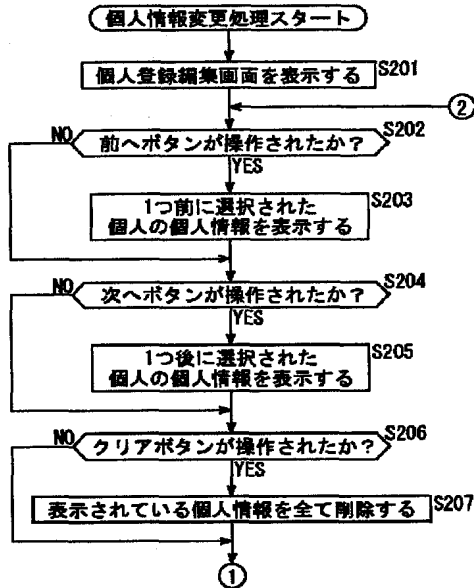 個人情報変更処理スタート
個人登録編集画面を表示する
S201
②
前へボタンが操作されたか？
S202
NO
YES
1つ前に選択された
個人の個人情報を表示する
S203
次へボタンが操作されたか？
S204
NO
YES
1つ後に選択された
個人の個人情報を表示する
S205
クリアボタンが操作されたか？
S206
NO
YES
表示されている個人情報を全て削除する
S207
①